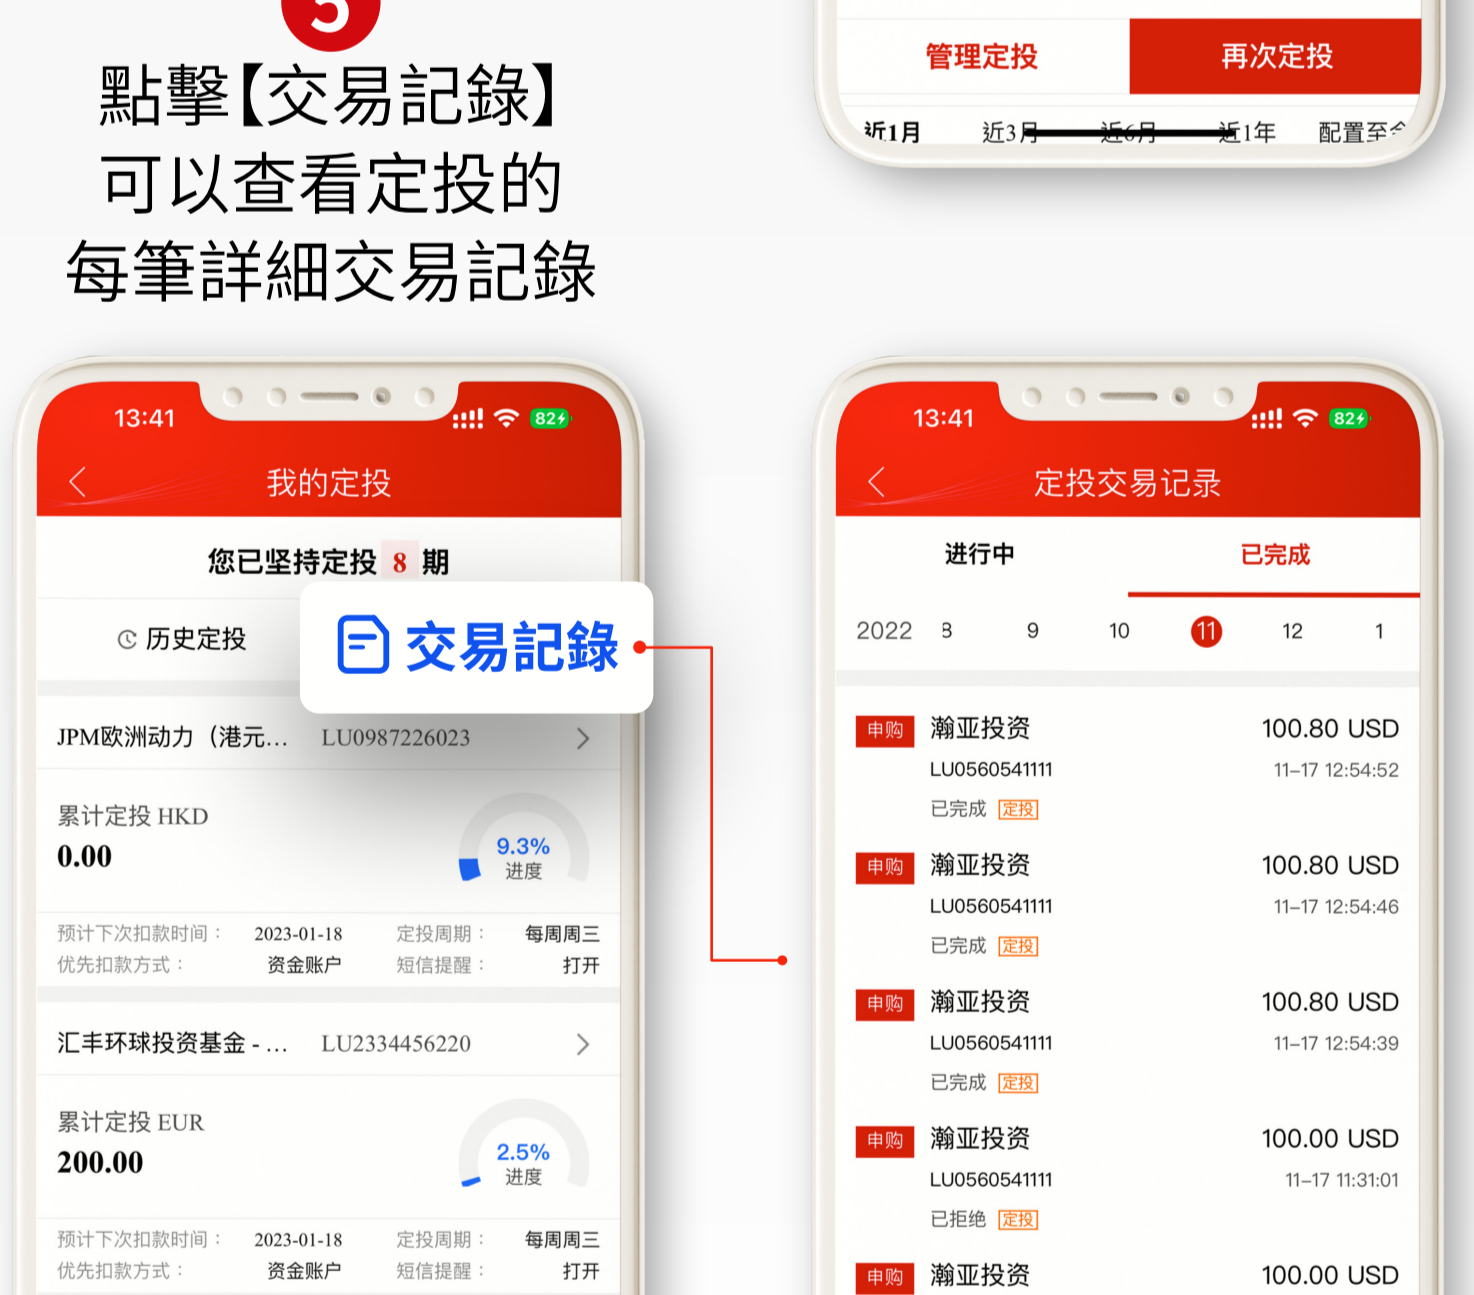 5
點擊【交易記錄】
可以查看定投的
每筆詳細交易記錄
管理定投
再次定投
近1月
近3月
近6月
近1年
配置至今
13:41
82
我的定投
您已坚持定投 8 期
历史定投
交易記錄
JPM欧洲动力（港元... LU0987226023
累计定投 HKD
0.00
9.3%
进度
预计下次扣款时间： 2023-01-18 定投周期： 每周周三
优先扣款方式： 资金账户 短信提醒： 打开
汇丰环球投资基金 - ... LU2334456220
累计定投 EUR
200.00
2.5%
进度
预计下次扣款时间： 2023-01-18 定投周期： 每周周三
优先扣款方式： 资金账户 短信提醒： 打开
13:41
82
定投交易记录
进行中 已完成
2022 8 9 10 11 12 1
申购 瀚亚投资 100.80 USD
LU0560541111 11-17 12:54:52
已完成 定投
申购 瀚亚投资 100.80 USD
LU0560541111 11-17 12:54:46
已完成 定投
申购 瀚亚投资 100.80 USD
LU0560541111 11-17 12:54:39
已完成 定投
申购 瀚亚投资 100.00 USD
LU0560541111 11-17 11:31:01
已拒绝 定投
申购 瀚亚投资 100.00 USD